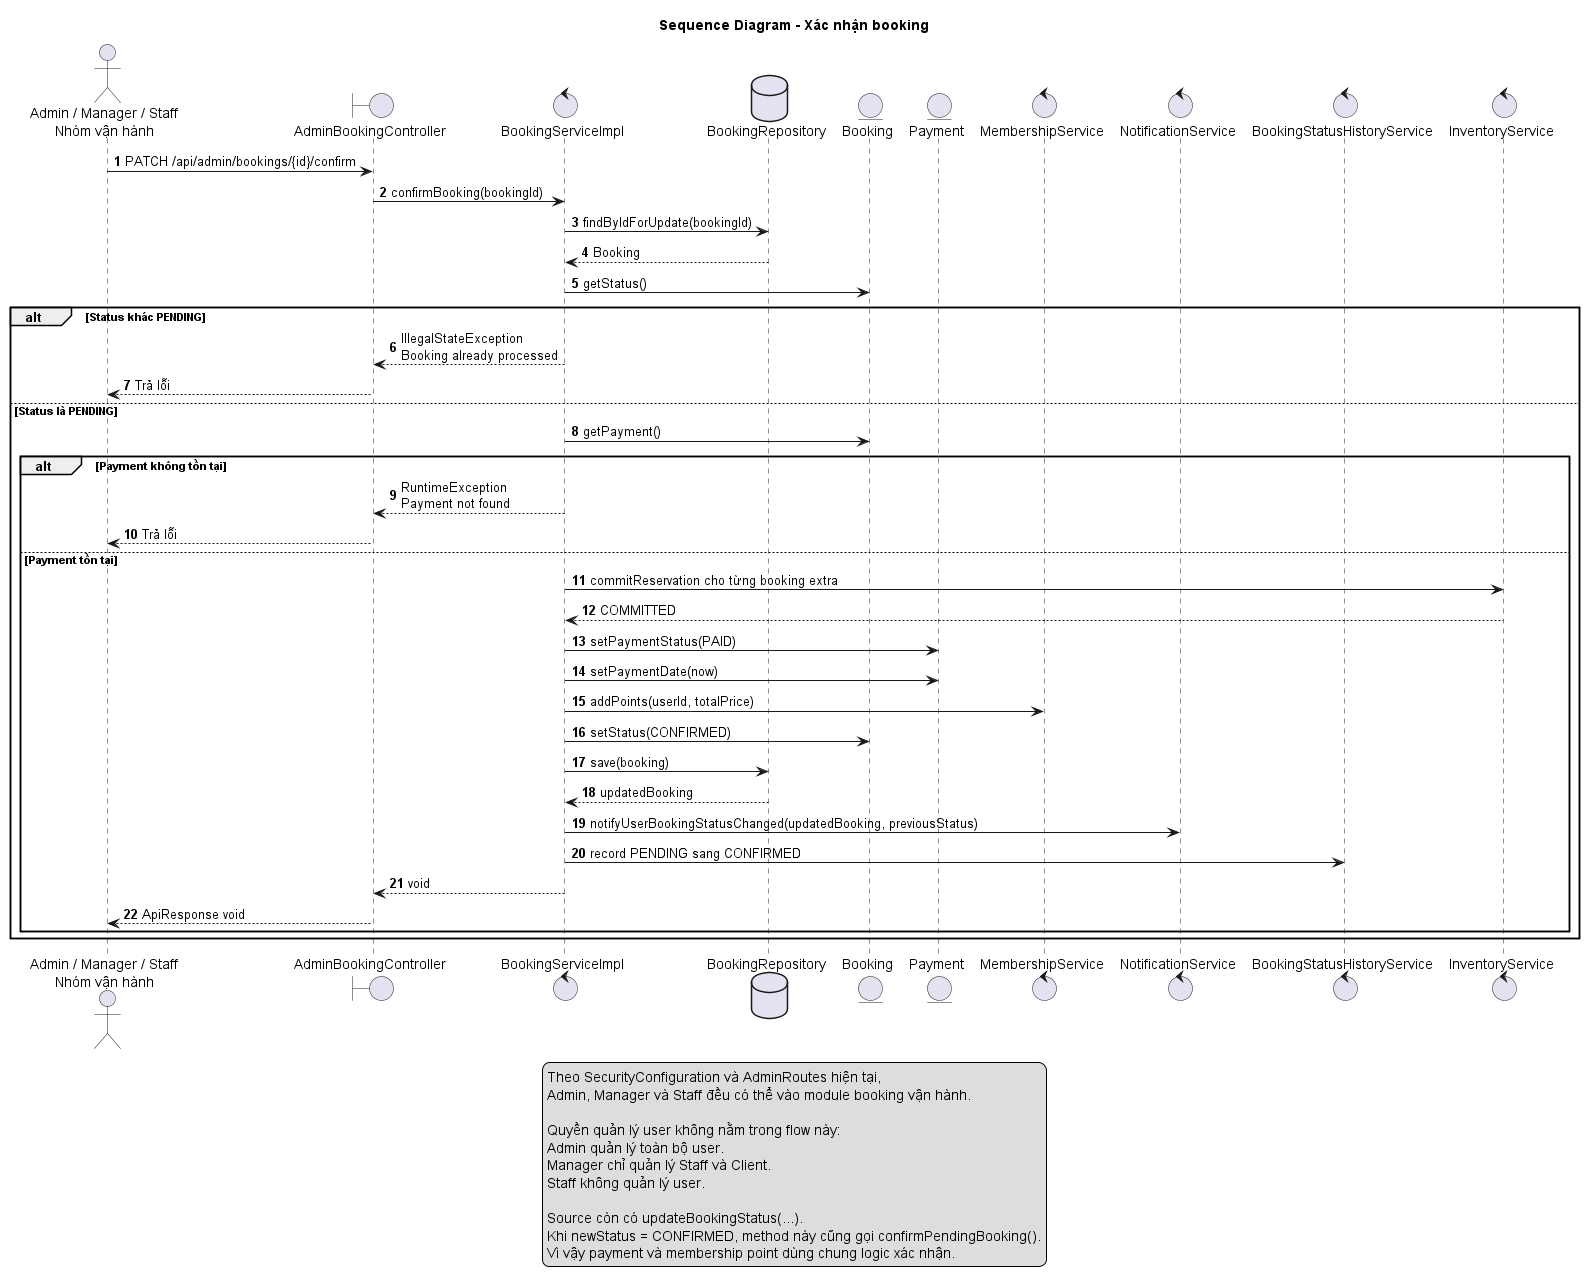 Sequence Diagram - Xác nhận booking
Admin / Manager / Staff
Nhóm vận hành
AdminBookingController
BookingServiceImpl
BookingRepository
Booking
Payment
MembershipService
NotificationService
BookingStatusHistoryService
InventoryService
1 PATCH /api/admin/bookings/{id}/confirm
2 confirmBooking(bookingId)
3 findByIdForUpdate(bookingId)
4 Booking
5 getStatus()
alt [Status khác PENDING]
6 IllegalStateException
Booking already processed
7 Trả lỗi
[Status là PENDING]
8 getPayment()
alt [Payment không tồn tại]
9 RuntimeException
Payment not found
10 Trả lỗi
[Payment tồn tại]
11 commitReservation cho từng booking extra
12 COMMITTED
13 setPaymentStatus(PAID)
14 setPaymentDate(now)
15 addPoints(userId, totalPrice)
16 setStatus(CONFIRMED)
17 save(booking)
18 updatedBooking
19 notifyUserBookingStatusChanged(updatedBooking, previousStatus)
20 record PENDING sang CONFIRMED
21 void
22 ApiResponse void
Admin / Manager / Staff
Nhóm vận hành
AdminBookingController
BookingServiceImpl
BookingRepository
Booking
Payment
MembershipService
NotificationService
BookingStatusHistoryService
InventoryService
Theo SecurityConfiguration và AdminRoutes hiện tại,
Admin, Manager và Staff đều có thể vào module booking vận hành.
Quyền quản lý user không nằm trong flow này:
Admin quản lý toàn bộ user.
Manager chỉ quản lý Staff và Client.
Staff không quản lý user.
Source còn có updateBookingStatus(...).
Khi newStatus = CONFIRMED, method này cũng gọi confirmPendingBooking().
Vì vậy payment và membership point dùng chung logic xác nhận.